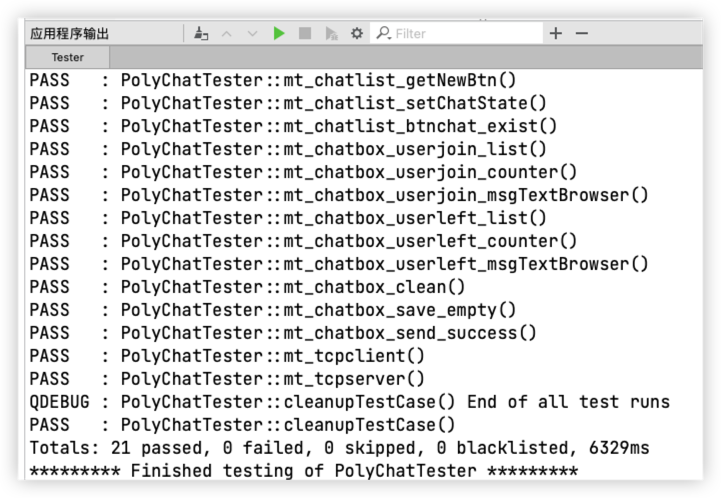 应用程序输出
Filter
Tester
PASS   : PolyChatTester::mt_chatlist_getNewBtn()
PASS   : PolyChatTester::mt_chatlist_setChatState()
PASS   : PolyChatTester::mt_chatlist_btnchat_exist()
PASS   : PolyChatTester::mt_chatbox_userjoin_list()
PASS   : PolyChatTester::mt_chatbox_userjoin_counter()
PASS   : PolyChatTester::mt_chatbox_userjoin_msgTextBrowser()
PASS   : PolyChatTester::mt_chatbox_userleft_list()
PASS   : PolyChatTester::mt_chatbox_userleft_counter()
PASS   : PolyChatTester::mt_chatbox_userleft_msgTextBrowser()
PASS   : PolyChatTester::mt_chatbox_clean()
PASS   : PolyChatTester::mt_chatbox_save_empty()
PASS   : PolyChatTester::mt_chatbox_send_success()
PASS   : PolyChatTester::mt_tcpclient()
PASS   : PolyChatTester::mt_tcpserver()
QDEBUG : PolyChatTester::cleanupTestCase() End of all test runs
PASS   : PolyChatTester::cleanupTestCase()
Totals: 21 passed, 0 failed, 0 skipped, 0 blacklisted, 6329ms
********* Finished testing of PolyChatTester *********